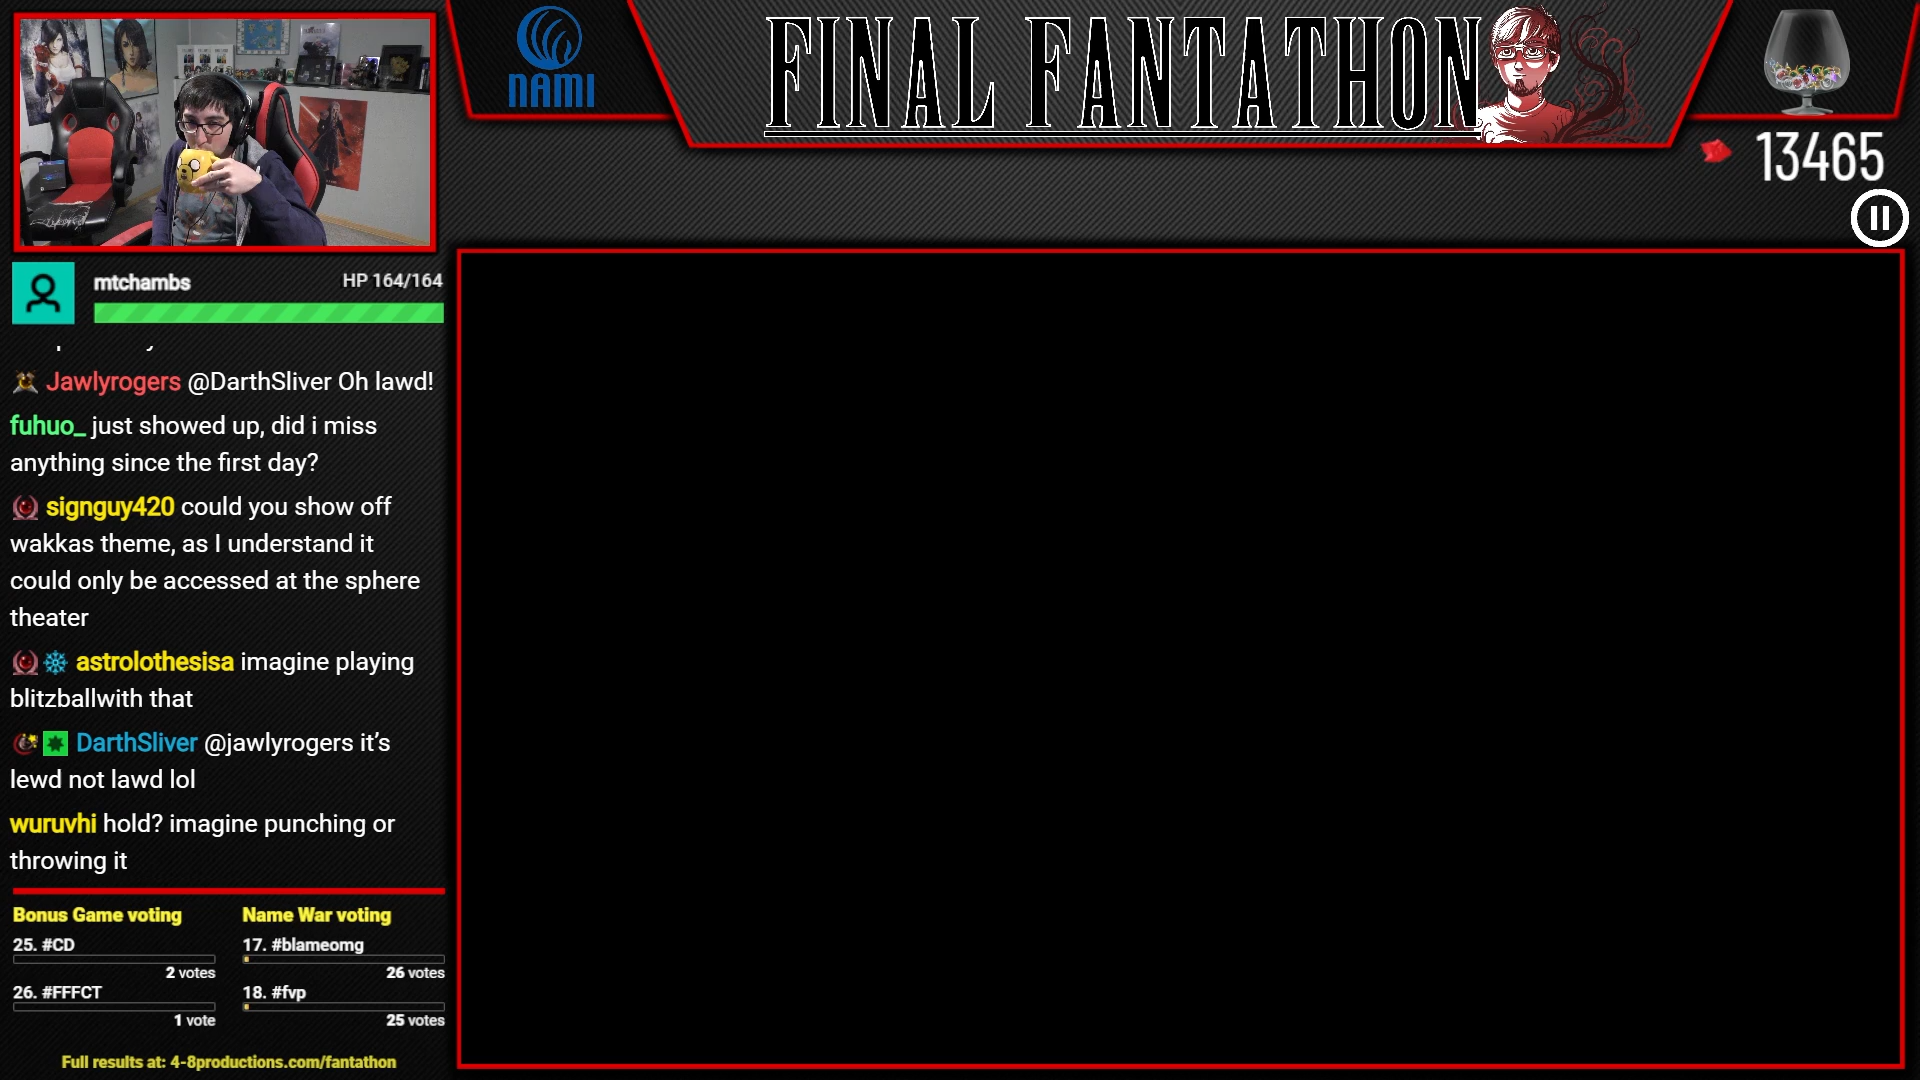 NAMI
FINAL FANTATHON
13465
mtchambs
HP 164/164
Jawlyrogers @DarthSliver Oh lawd!
fuhuo_ just showed up, did i miss
anything since the first day?
signguy420 could you show off
wakkas theme, as I understand it
could only be accessed at the sphere
theater
astrolothesisa imagine playing
blitzballwith that
DarthSliver @jawlyrogers it’s
lewd not lawd lol
wuruvhi hold? imagine punching or
throwing it
Bonus Game voting
25. #CD
2 votes
26. #FFFCT
1 vote
Name War voting
17. #blameomg
26 votes
18. #fvp
25 votes
Full results at: 4-8productions.com/fantathon